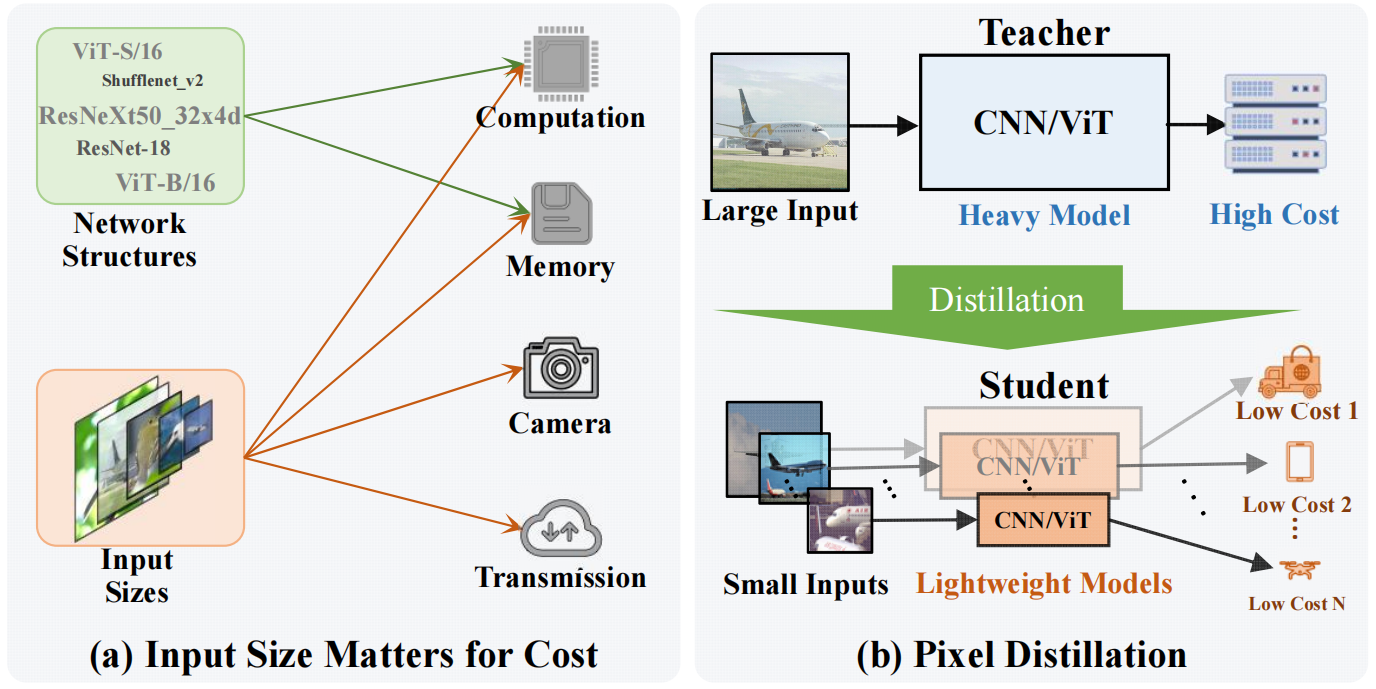 ViT-S/16
Shufflenet_v2
ResNeXt50_32x4d
ResNet-18
ViT-B/16
Network
Structures
Input
Sizes
Computation
Memory
Camera
Transmission
(a) Input Size Matters for Cost
Teacher
CNN/ViT
Large Input
Heavy Model
High Cost
Distillation
Student
CNN/ViT
CNN/ViT
CNN/ViT
Low Cost 1
Low Cost 2
Low Cost N
Small Inputs
Lightweight Models
(b) Pixel Distillation